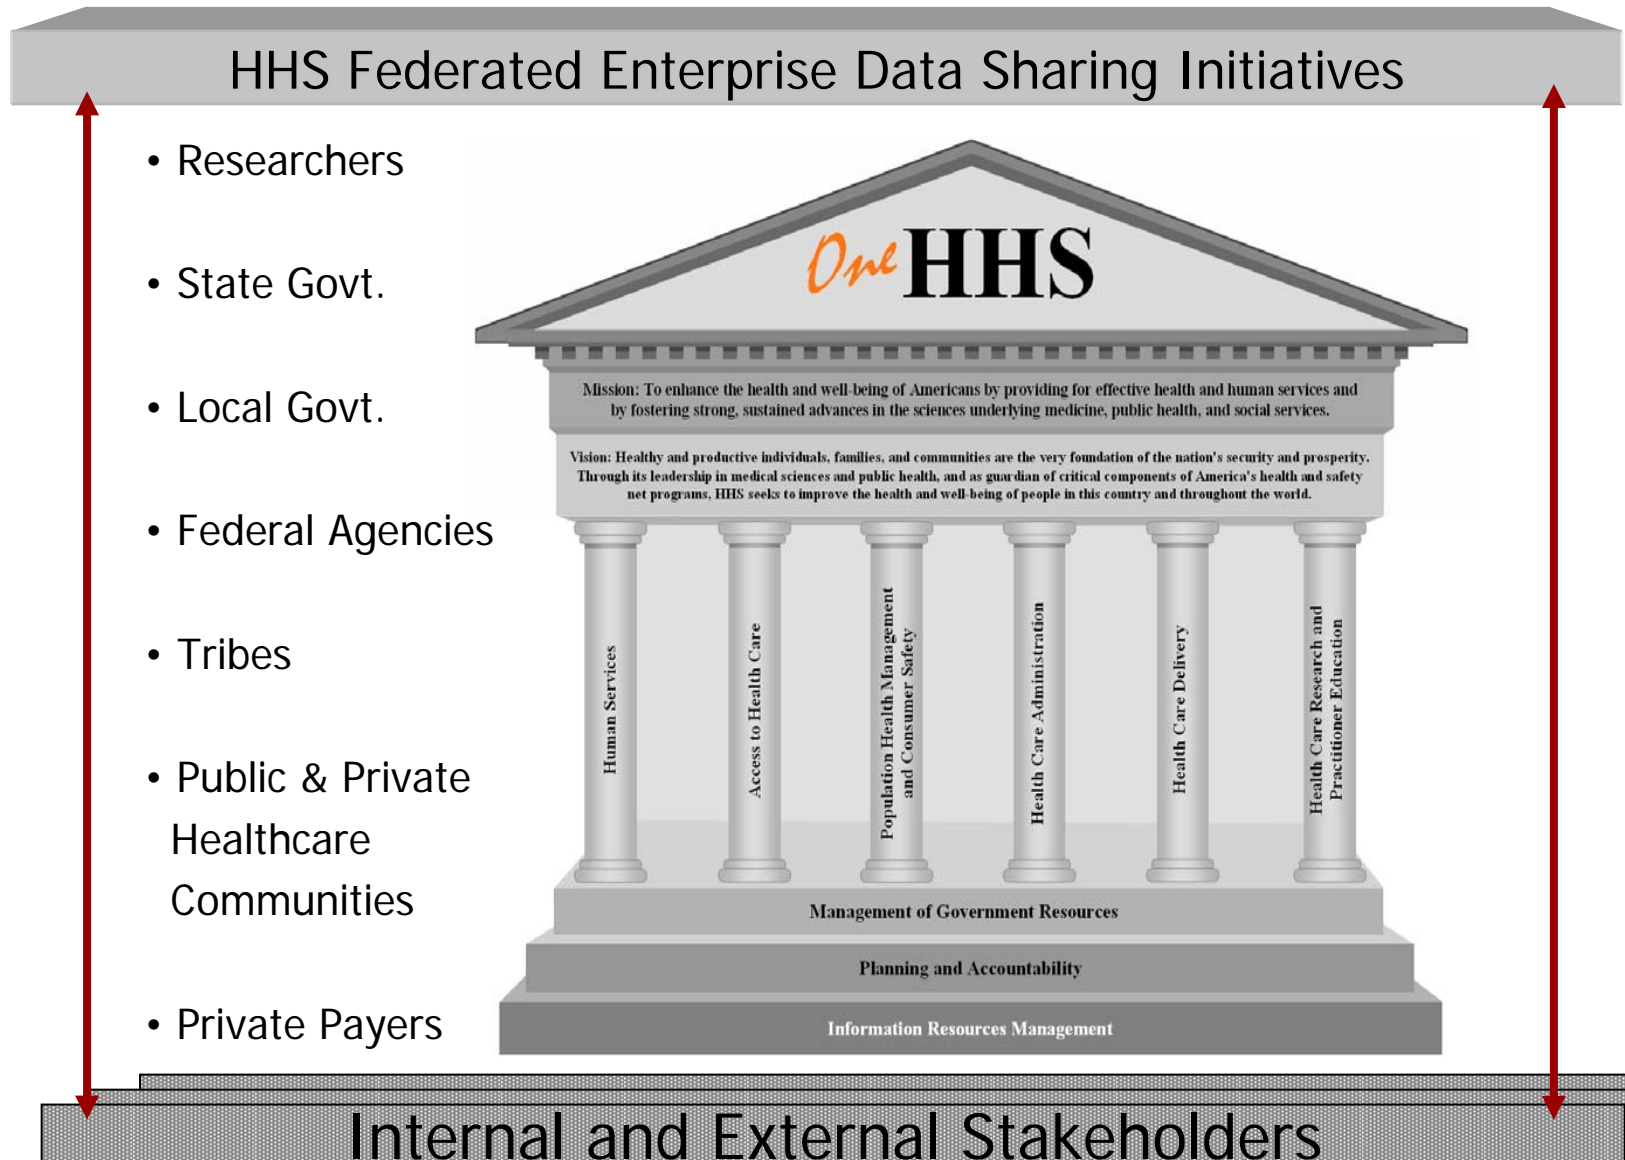 HHS Federated Enterprise Data Sharing Initiatives
• Researchers
• State Govt.
• Local Govt.
• Federal Agencies
• Tribes
• Public & Private
Healthcare
Communities
• Private Payers
One HHS
Mission: To enhance the health and well-being of Americans by providing for effective health and human services and
by fostering strong, sustained advances in the sciences underlying medicine, public health, and social services.
Vision: Healthy and productive individuals, families, and communities are the very foundation of the nation's security and prosperity.
Through its leadership in medical sciences and public health, and as guardian of critical components of America's health and safety
net programs, HHS seeks to improve the health and well-being of people in this country and throughout the world.
Human Services
Access to Health Care
Population Health Management
and Consumer Safety
Health Care Administration
Health Care Delivery
Health Care Research and
Practitioner Education
Management of Government Resources
Planning and Accountability
Information Resources Management
Internal and External Stakeholders